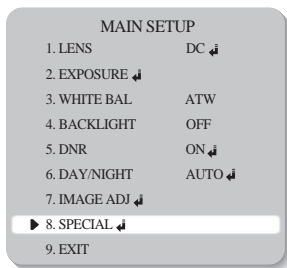 MAIN SETUP
1. LENS DC ↲
2. EXPOSURE ↲
3. WHITE BAL ATW
4. BACKLIGHT OFF
5. DNR ON ↲
6. DAY/NIGHT AUTO ↲
7. IMAGE ADJ ↲
8. SPECIAL ↲
9. EXIT